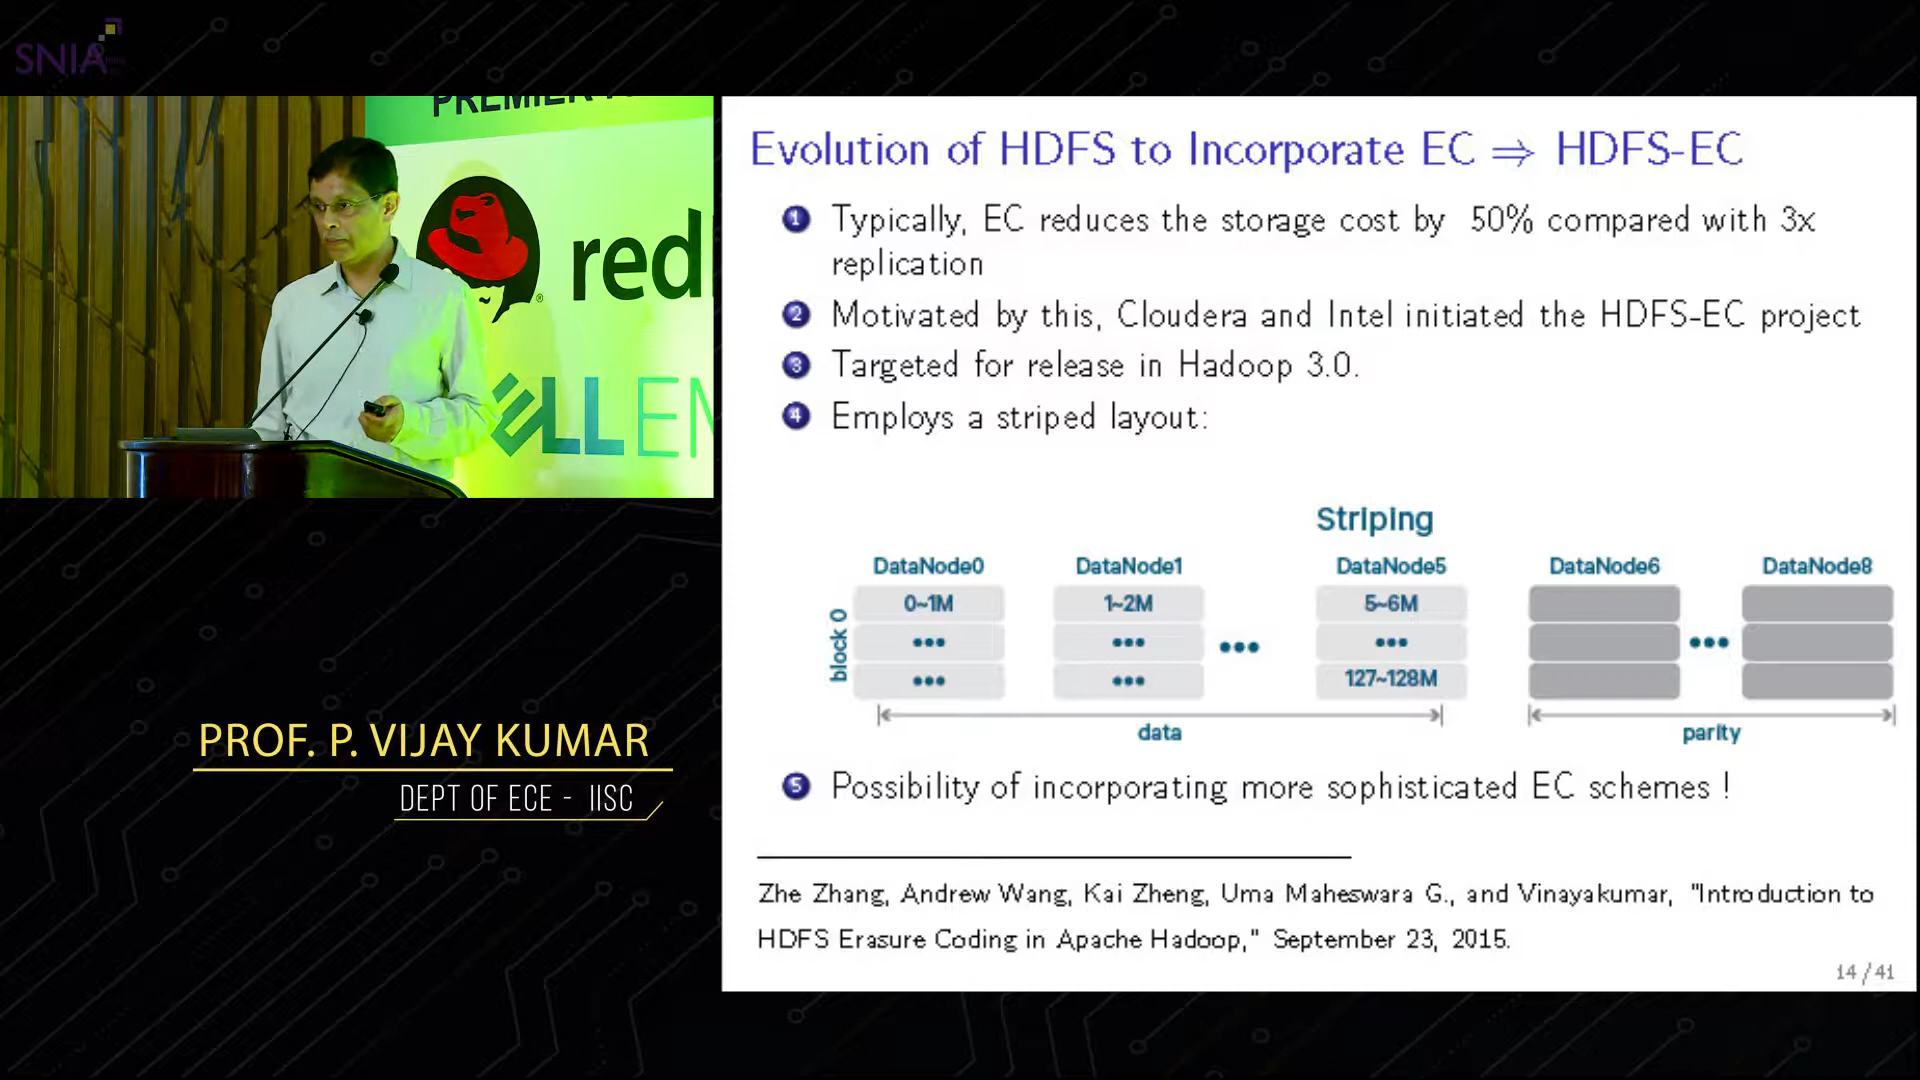 SNIA
PREMIER
redh
DELL EM
PROF. P. VIJAY KUMAR
DEPT OF ECE - IISC
Evolution of HDFS to Incorporate EC ⇒ HDFS-EC
1 Typically, EC reduces the storage cost by 50% compared with 3x
replication
2 Motivated by this, Cloudera and Intel initiated the HDFS-EC project
3 Targeted for release in Hadoop 3.0.
4 Employs a striped layout:
Striping
DataNode0 DataNode1 DataNode5 DataNode6 DataNode8
block 0
0~1M 1~2M 5~6M
••• ••• ••• ••• •••
••• ••• 127~128M
data parity
5 Possibility of incorporating more sophisticated EC schemes !
Zhe Zhang, Andrew Wang, Kai Zheng, Uma Maheswara G., and Vinayakumar, "Introduction to
HDFS Erasure Coding in Apache Hadoop," September 23, 2015.
14/41